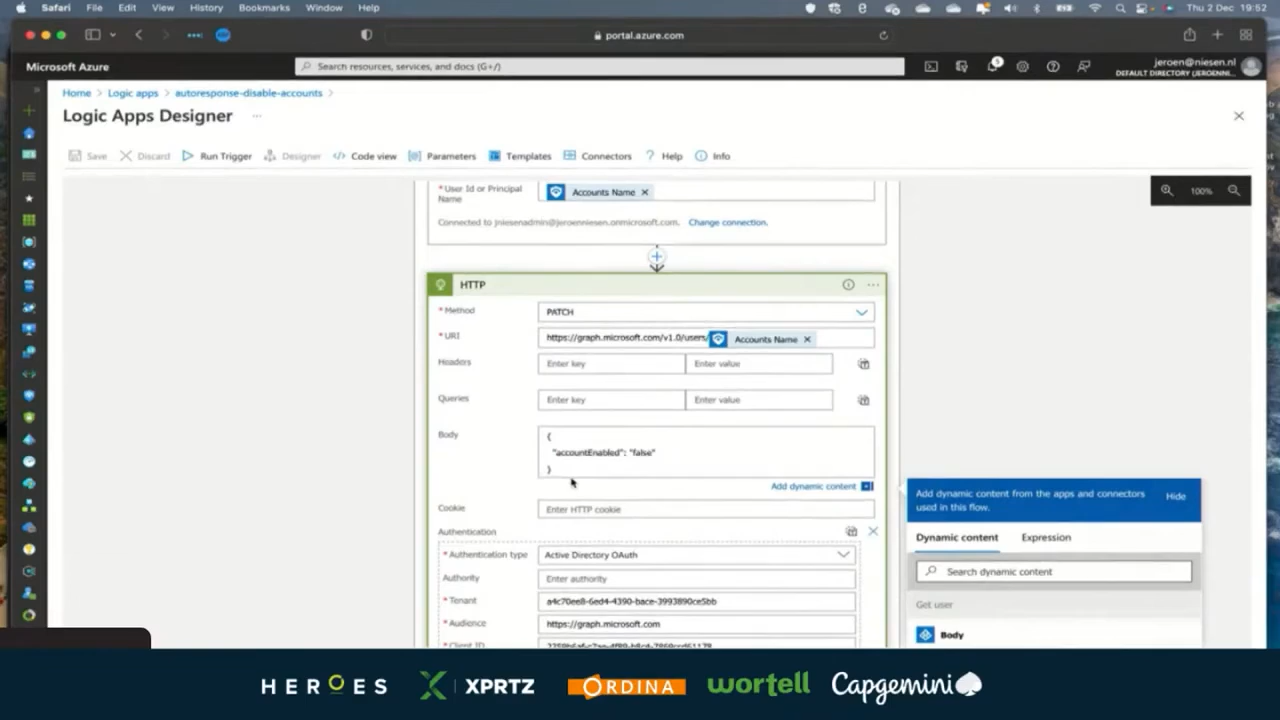 Safari File Edit View History Bookmarks Window Help Thu 2 Dec 19:52
portal.azure.com
Microsoft Azure Search resources, services, and docs (G+/) jeroen@niesen.nl
DEFAULT DIRECTORY (JEROENNI...
Home > Logic apps > autoresponse-disable-accounts >
Logic Apps Designer ...
Save Discard Run Trigger Designer Code view Parameters Templates Connectors Help Info
* User Id or Principal Name Accounts Name
100%
Connected to jniesenadmin@jeroenniesen.onmicrosoft.com. Change connection.
HTTP
* Method PATCH
* URI https://graph.microsoft.com/v1.0/users/ Accounts Name
Headers Enter key Enter value
Queries Enter key Enter value
Body {
"accountEnabled": "false"
}
Add dynamic content
Cookie Enter HTTP cookie
Authentication
* Authentication type Active Directory OAuth
Authority Enter authority
* Tenant a4c70ee8-6ed4-4390-bace-3993890ce5bb
* Audience https://graph.microsoft.com
* Client ID
Add dynamic content from the apps and connectors
used in this flow.
Hide
Dynamic content Expression
Search dynamic content
Get user
Body
HEROES XPRTZ ORDINA wortell Capgemini